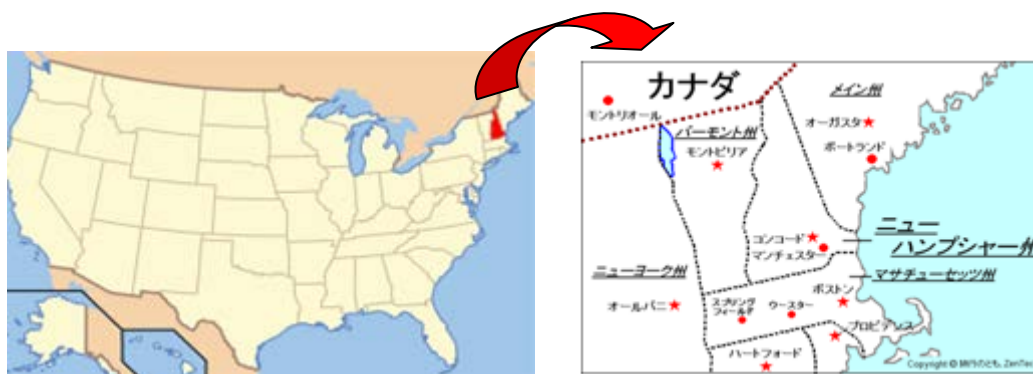 カナダ
メイン州
モントリオール
オーガスタ
バーモント州
モントピリア
ポートランド
ニュー
ハンプシャー州
コンコード
マンチェスター
ニューヨーク州
マサチューセッツ州
ボストン
オールバニ
スプリング
フィールド
ウースター
プロビデンス
ハートフォード